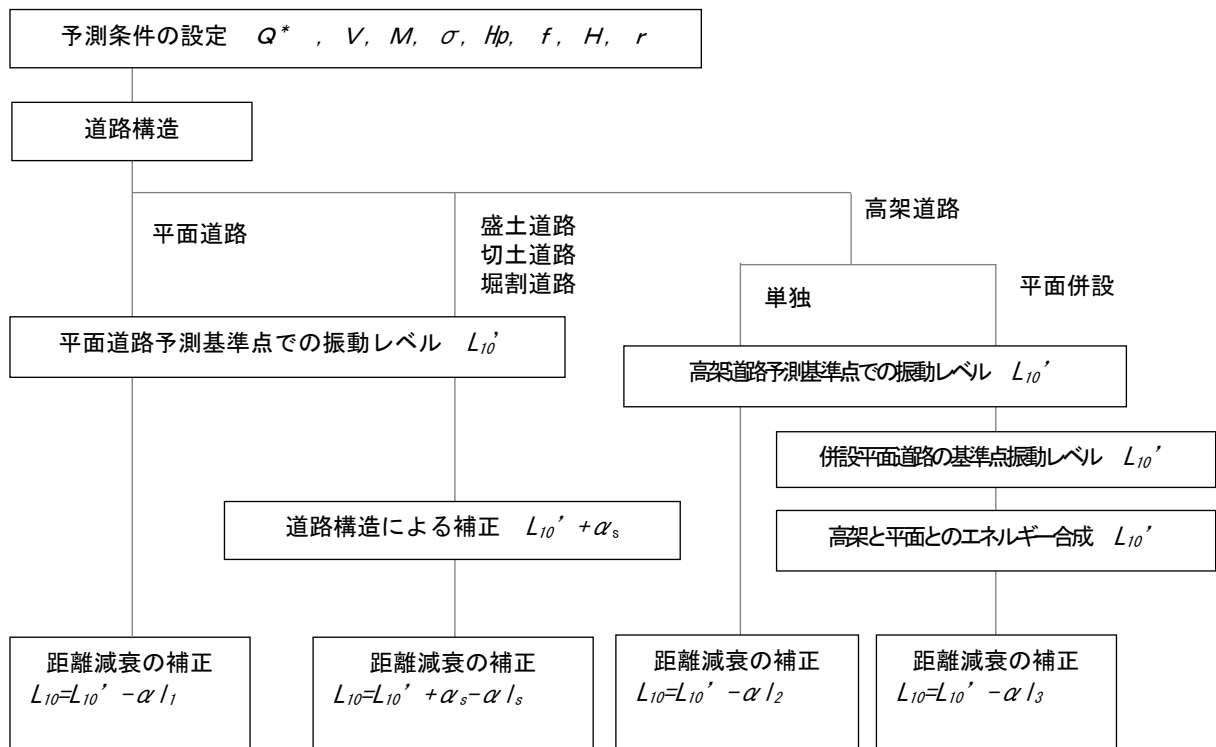 予測条件の設定 Q* , V, M, σ, Hp, f, H, r
道路構造
平面道路
盛土道路
切土道路
堀割道路
高架道路
単独
平面併設
平面道路予測基準点での振動レベル L10’
高架道路予測基準点での振動レベル L10’
併設平面道路の基準点振動レベル L10’
道路構造による補正 L10’ +αs
高架と平面とのエネルギー合成 L10’
距離減衰の補正
L10=L10’ -αl1
距離減衰の補正
L10=L10’ +αs-αls
距離減衰の補正
L10=L10’ -αl2
距離減衰の補正
L10=L10’ -αl3